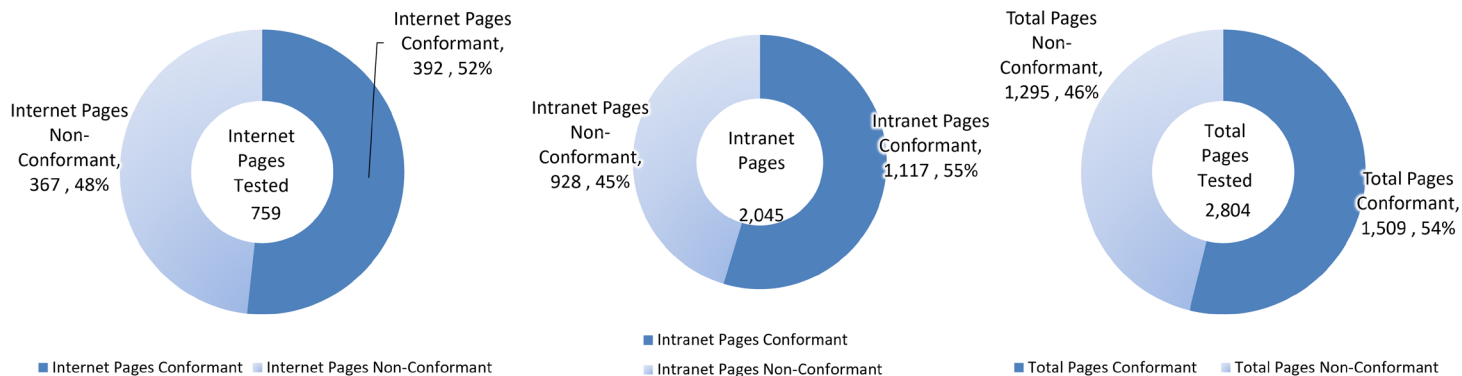 Internet Pages
Conformant,
392 , 52%
Internet Pages
Non-
Conformant,
367 , 48%
Internet
Pages
Tested
759
Internet Pages Conformant
Internet Pages Non-Conformant
Intranet Pages
Non-
Conformant,
928 , 45%
Intranet
Pages
2,045
Intranet Pages
Conformant,
1,117 , 55%
Intranet Pages Conformant
Intranet Pages Non-Conformant
Total Pages
Non-
Conformant,
1,295 , 46%
Total
Pages
Tested
2,804
Total Pages
Conformant,
1,509 , 54%
Total Pages Conformant
Total Pages Non-Conformant